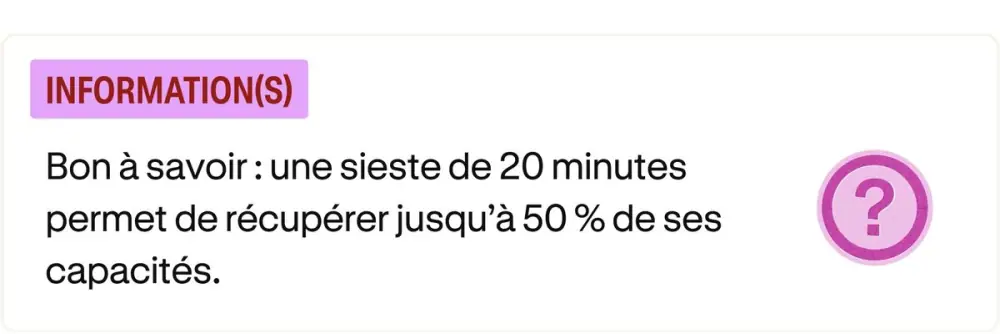 INFORMATION(S)
Bon à savoir : une sieste de 20 minutes
permet de récupérer jusqu’à 50 % de ses
capacités.
?